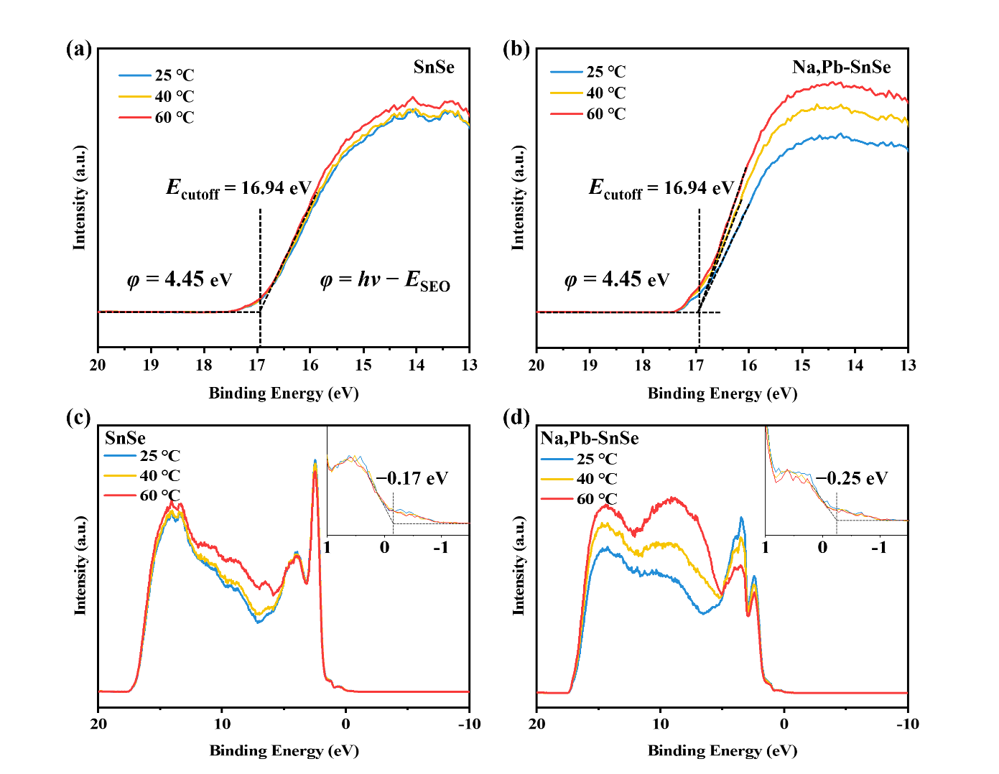 (a)
SnSe
25 °C
40 °C
60 °C
Intensity (a.u.)
Ecutoff = 16.94 eV
φ = 4.45 eV
φ = hν − ESEO
20 19 18 17 16 15 14 13
Binding Energy (eV)
(b)
Na,Pb-SnSe
25 °C
40 °C
60 °C
Intensity (a.u.)
Ecutoff = 16.94 eV
φ = 4.45 eV
20 19 18 17 16 15 14 13
Binding Energy (eV)
(c)
SnSe
25 °C
40 °C
60 °C
−0.17 eV
1 0 -1
Intensity (a.u.)
20 10 0 -10
Binding Energy (eV)
(d)
Na,Pb-SnSe
25 °C
40 °C
60 °C
−0.25 eV
1 0 -1
Intensity (a.u.)
20 10 0 -10
Binding Energy (eV)